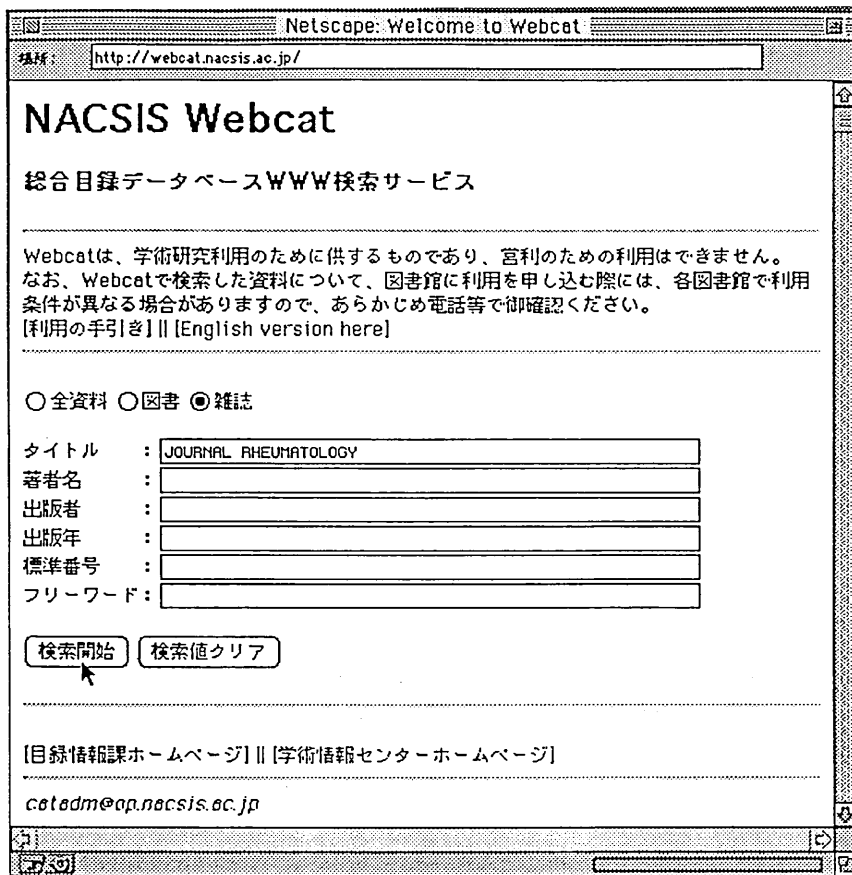 Netscape: Welcome to Webcat
場所: http://webcat.nacsis.ac.jp/
NACSIS Webcat
総合目録データベースWWW検索サービス
Webcatは、学術研究利用のために供するものであり、営利のための利用はできません。
なお、Webcatで検索した資料について、図書館に利用を申し込む際には、各図書館で利用
条件が異なる場合がありますので、あらかじめ電話等で御確認ください。
[利用の手引き] || [English version here]
全資料 図書 雑誌
タイトル : JOURNAL RHEUMATOLOGY
著者名 :
出版者 :
出版年 :
標準番号 :
フリーワード :
検索開始 検索値クリア
[目録情報課ホームページ] || [学術情報センターホームページ]
catadm@op.nacsis.ac.jp